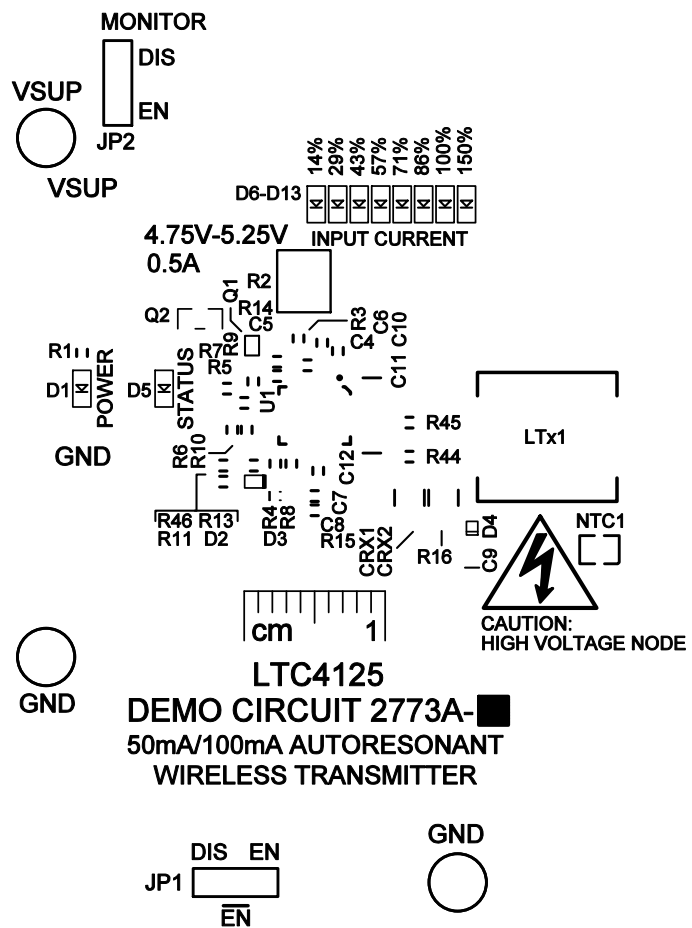 MONITOR
DIS
VSUP
EN
JP2
VSUP
14%
29%
43%
57%
71%
86%
100%
150%
D6-D13
INPUT CURRENT
4.75V-5.25V
0.5A
R2
Q1
R14
C5
Q2
R3
C6
C10
C4
R1
R7
R9
R5
C11
D1
POWER
D5
STATUS
U1
R45
LTx1
GND
R6
R10
R44
C12
R46
R13
R11
D2
R4
R8
D3
C7
C8
R15
CRX1
CRX2
R16
D4
C9
NTC1
CAUTION:
HIGH VOLTAGE NODE
cm 1
GND
LTC4125
DEMO CIRCUIT 2773A-
50mA/100mA AUTORESONANT
WIRELESS TRANSMITTER
GND
DIS EN
JP1
EN